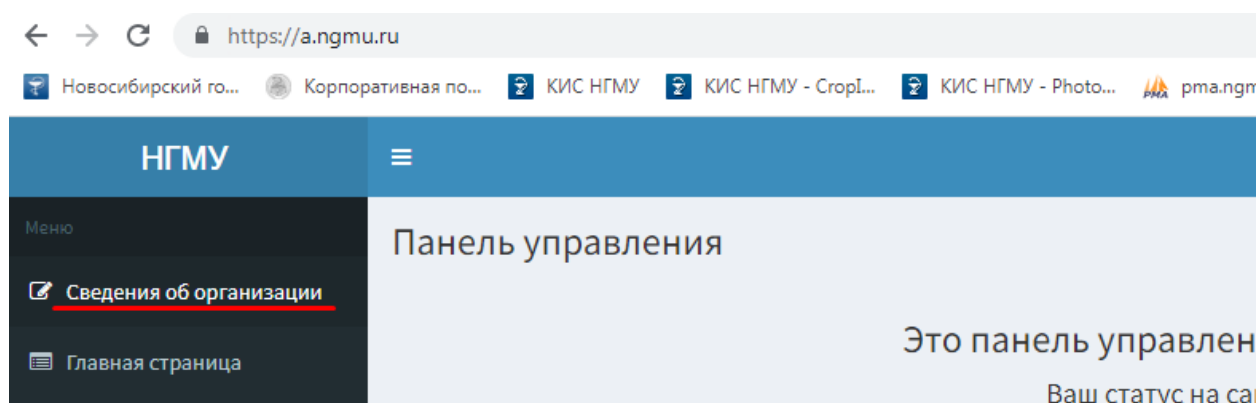 https://a.ngmu.ru
Новосибирский го... Корпоративная по... КИС НГМУ КИС НГМУ - CropI... КИС НГМУ - Photo... pma.ngm
НГМУ
Меню
Панель управления
Сведения об организации
Это панель управлен
Главная страница
Ваш статус на са